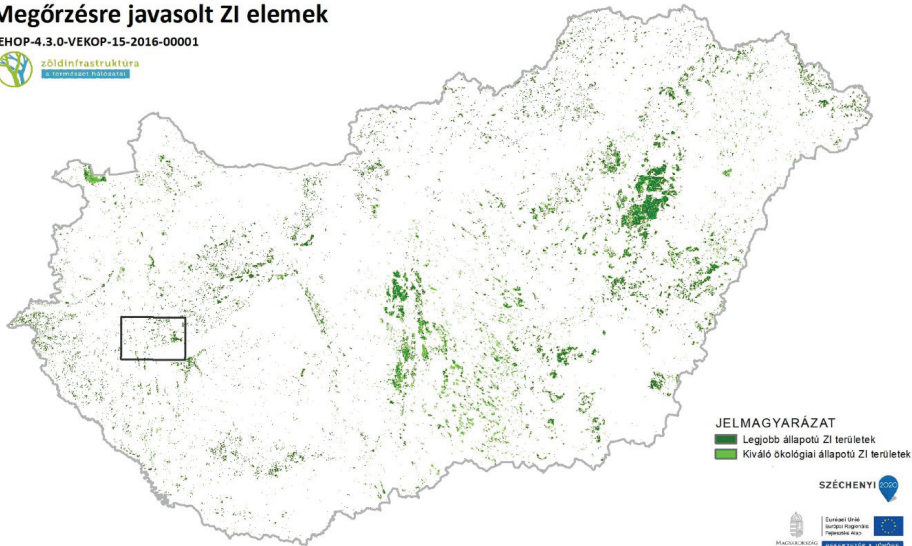 Megőrzésre javasolt ZI elemek
EHOP-4.3.0-VEKOP-15-2016-00001
zöldinfrastruktúra
a természet hálózatai
JELMAGYARÁZAT
Legjobb állapotú ZI területek
Kiváló ökológiai állapotú ZI területek
SZÉCHENYI 2020
Európai Unió
Európai Regionális
Fejlesztési Alap
MAGYARORSZÁG